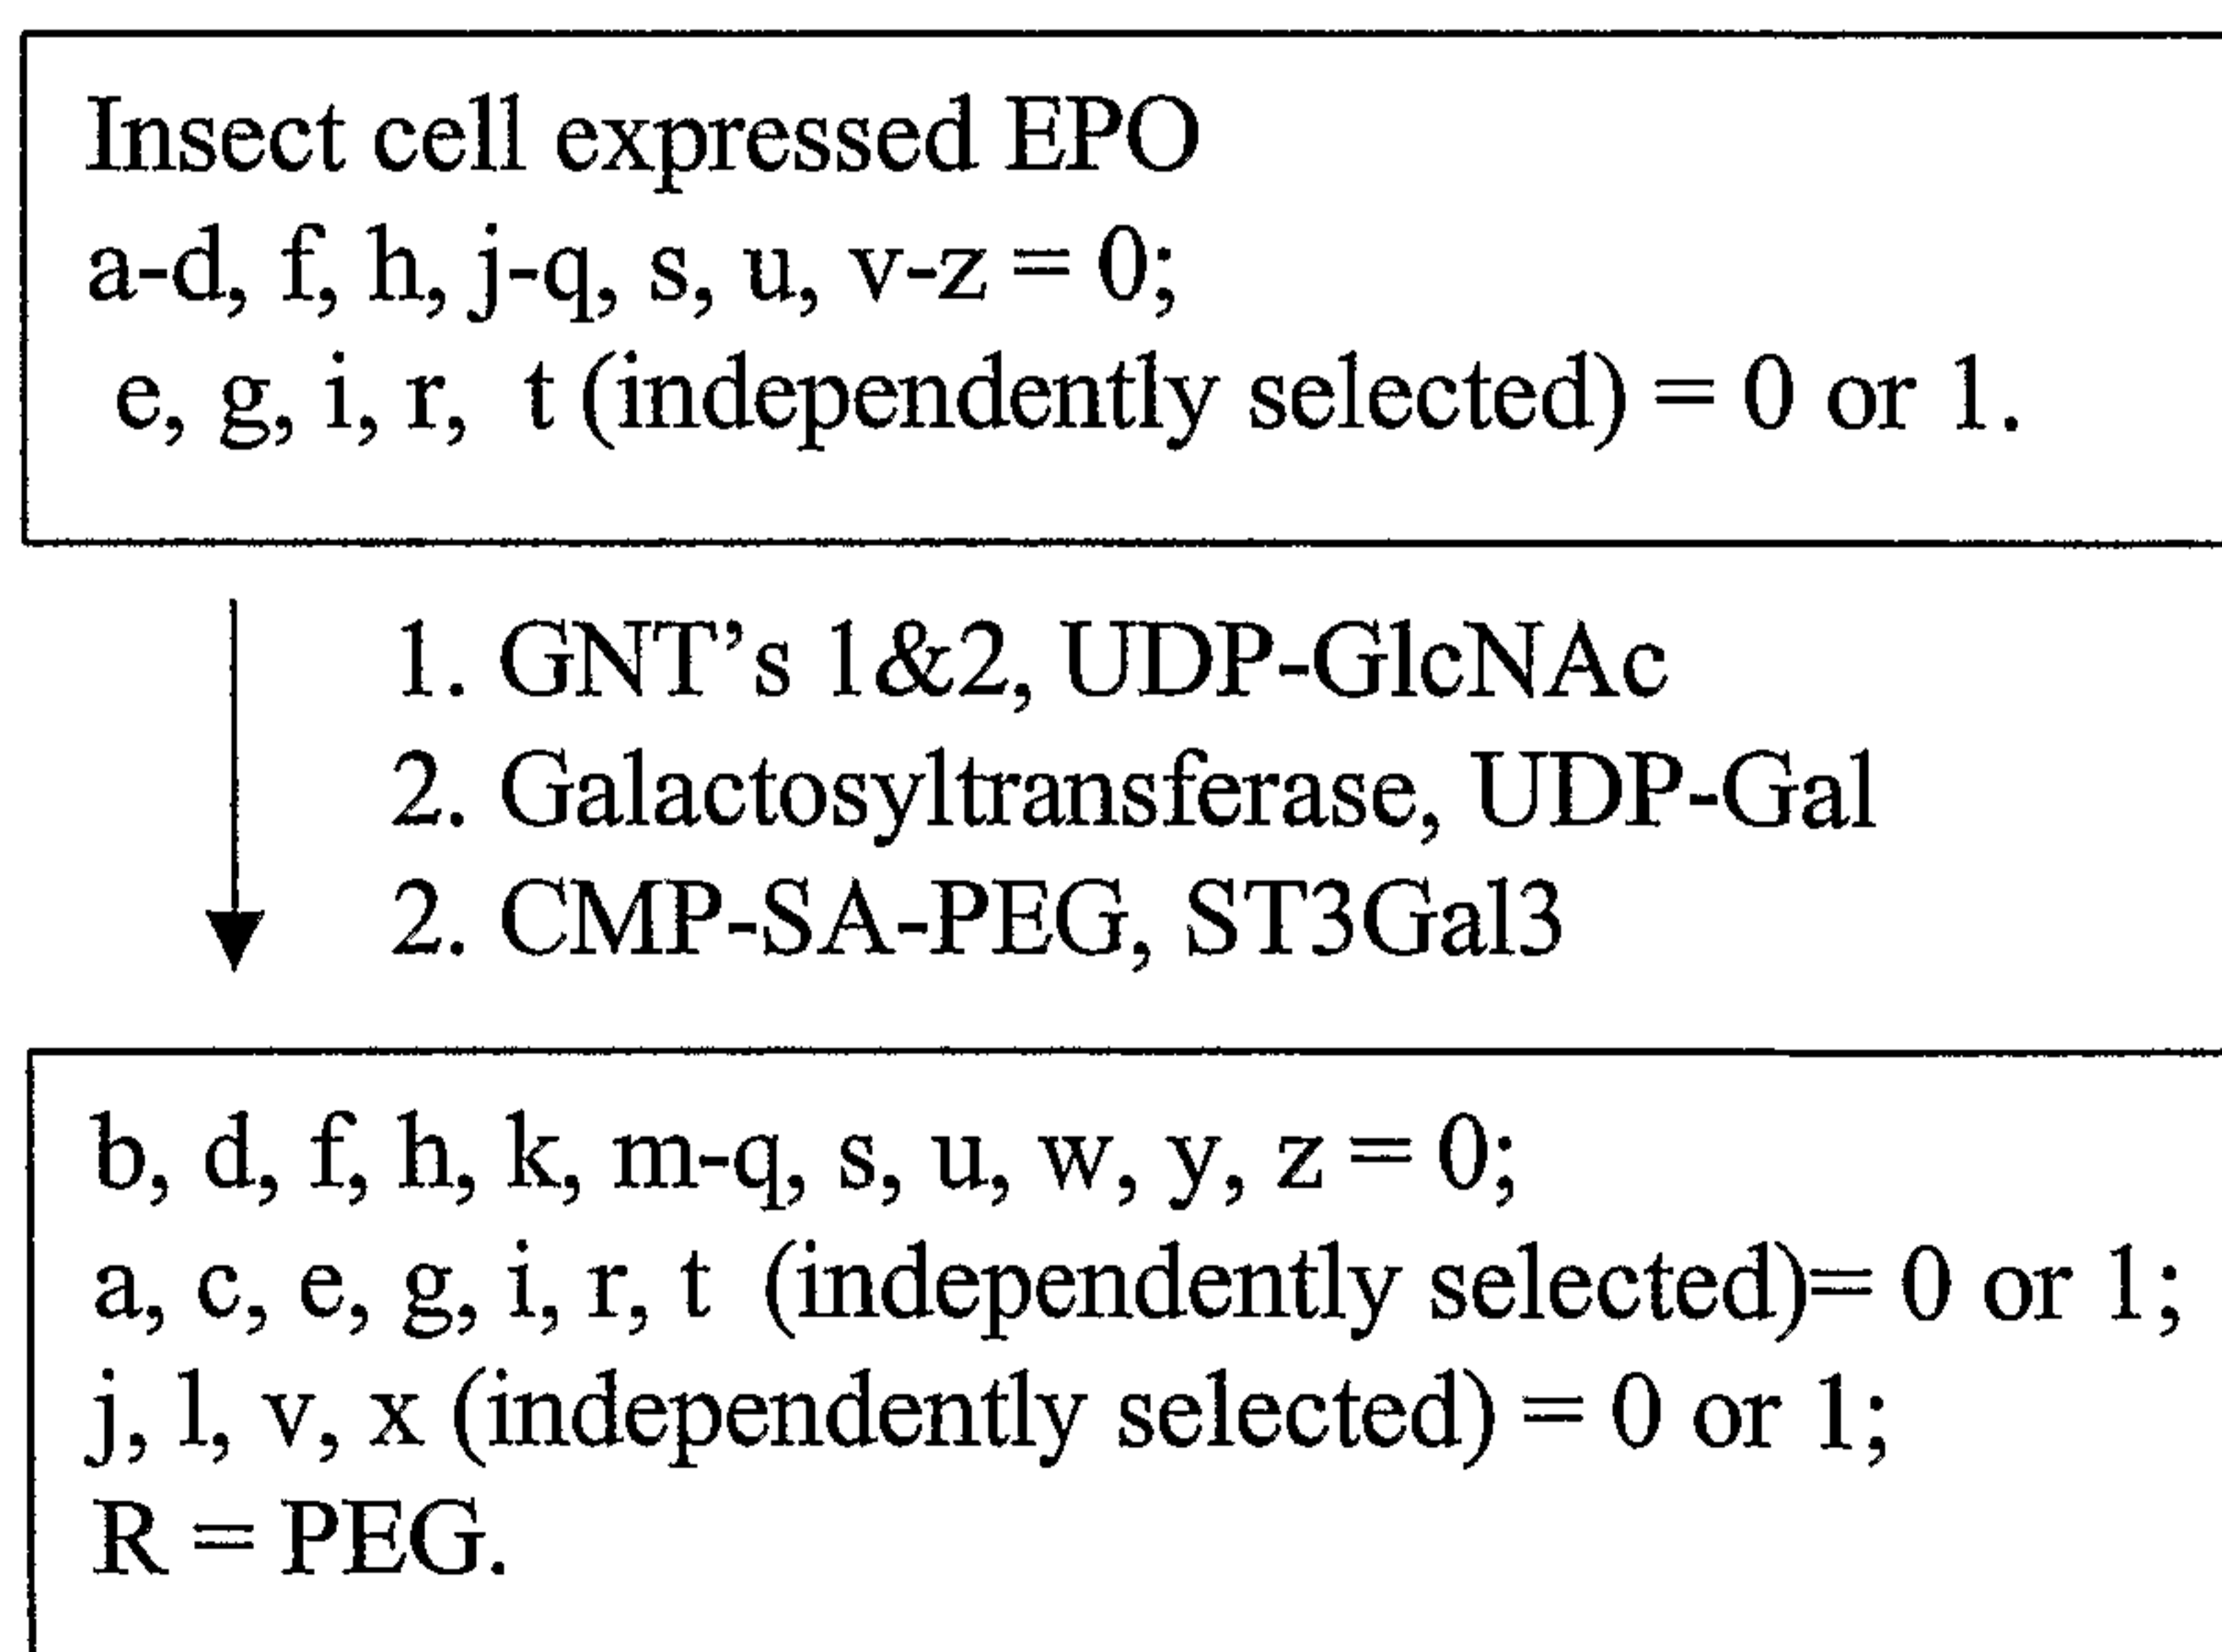 Insect cell expressed EPO
a-d, f, h, j-q, s, u, v-z = 0;
e, g, i, r, t (independently selected) = 0 or 1.
1. GNT's 1&2, UDP-GlcNAc
2. Galactosyltransferase, UDP-Gal
2. CMP-SA-PEG, ST3Gal3
b, d, f, h, k, m-q, s, u, w, y, z = 0;
a, c, e, g, i, r, t (independently selected)= 0 or 1;
j, l, v, x (independently selected) = 0 or 1;
R = PEG.